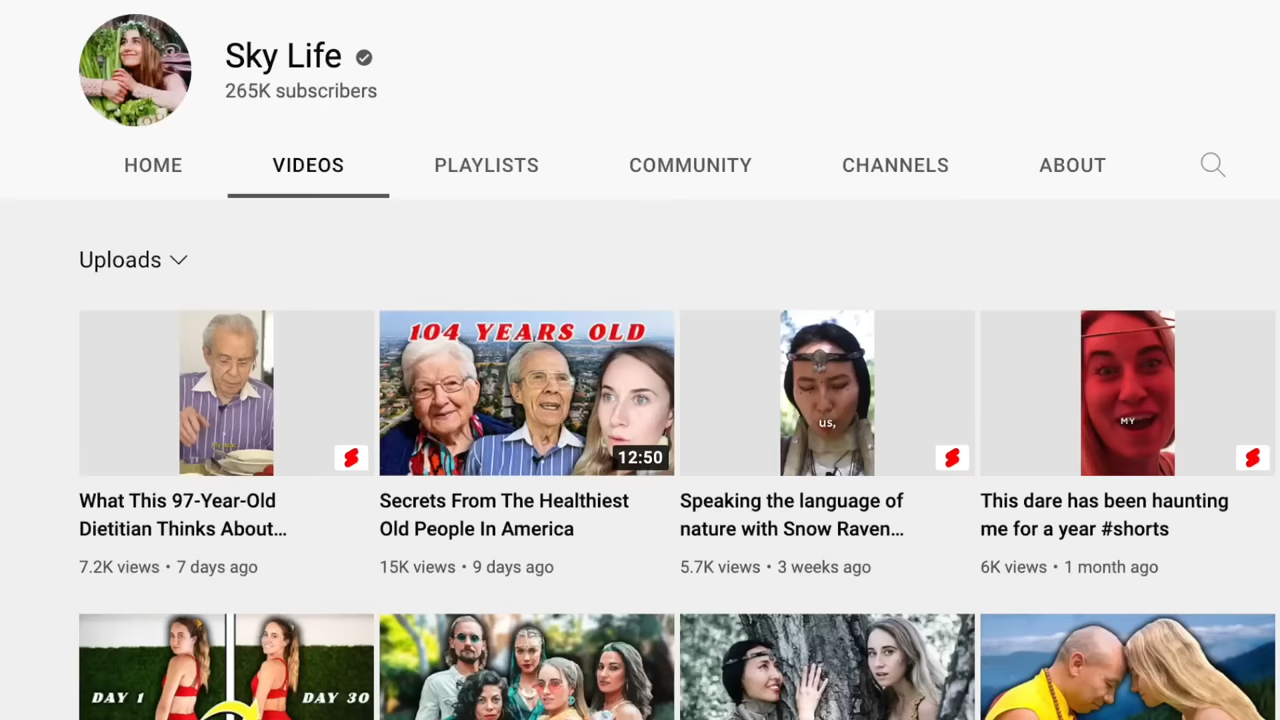 Sky Life
265K subscribers
HOME VIDEOS PLAYLISTS COMMUNITY CHANNELS ABOUT
Uploads
104 YEARS OLD
us,
MY
12:50
What This 97-Year-Old
Dietitian Thinks About...
7.2K views • 7 days ago
Secrets From The Healthiest
Old People In America
15K views • 9 days ago
Speaking the language of
nature with Snow Raven...
5.7K views • 3 weeks ago
This dare has been haunting
me for a year #shorts
6K views • 1 month ago
DAY 1
DAY 30